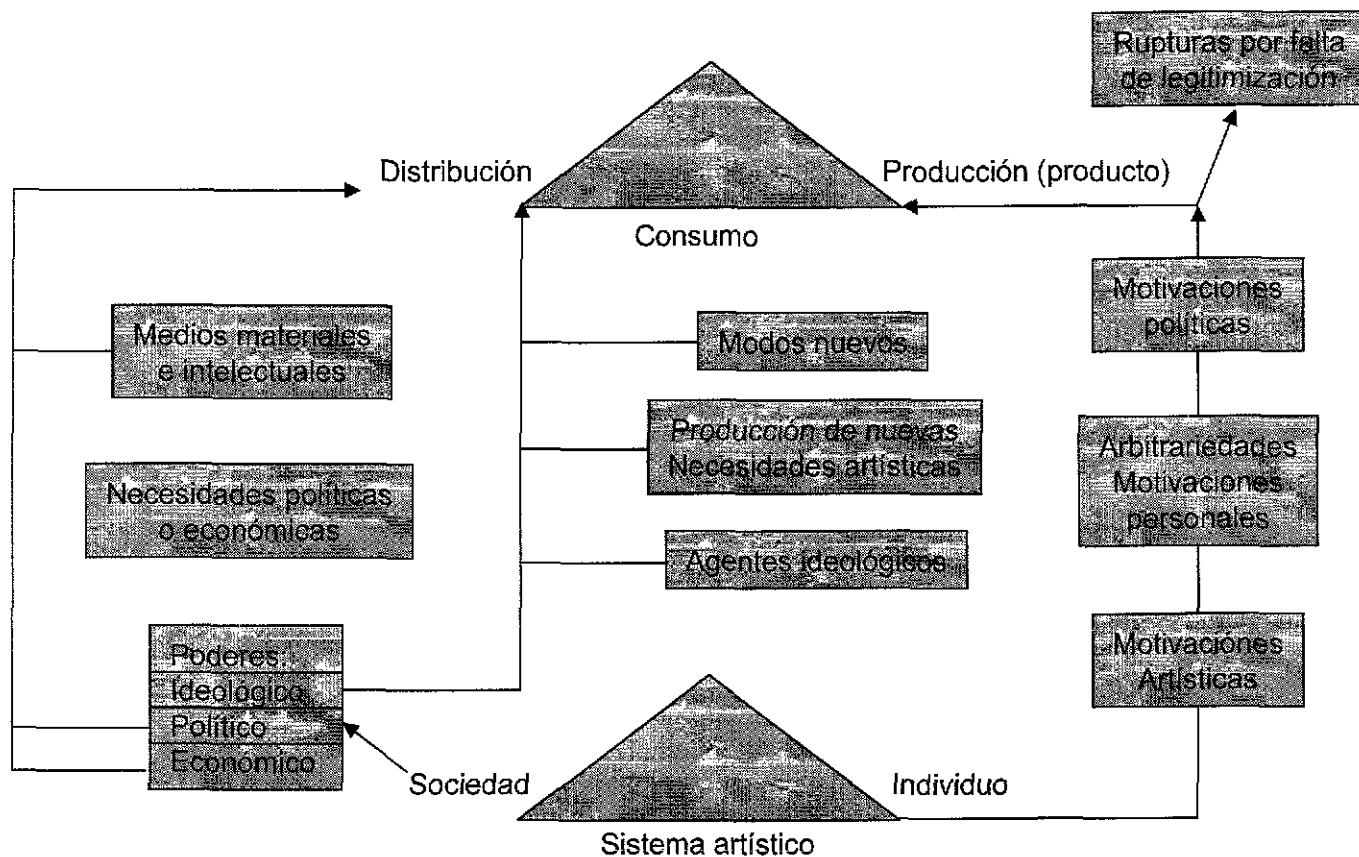 Rupturas por falta
de legitimización
Distribución
Producción (producto)
Consumo
Medios materiales
e intelectuales
Modos nuevos
Motivaciones
políticas
Producción de nuevas
Necesidades artísticas
Arbitrariedades
Motivaciones
personales
Necesidades políticas
o económicas
Agentes ideológicos
Poderes:
Ideológico
Político
Económico
Motivaciónes
Artísticas
Sociedad
Individuo
Sistema artístico